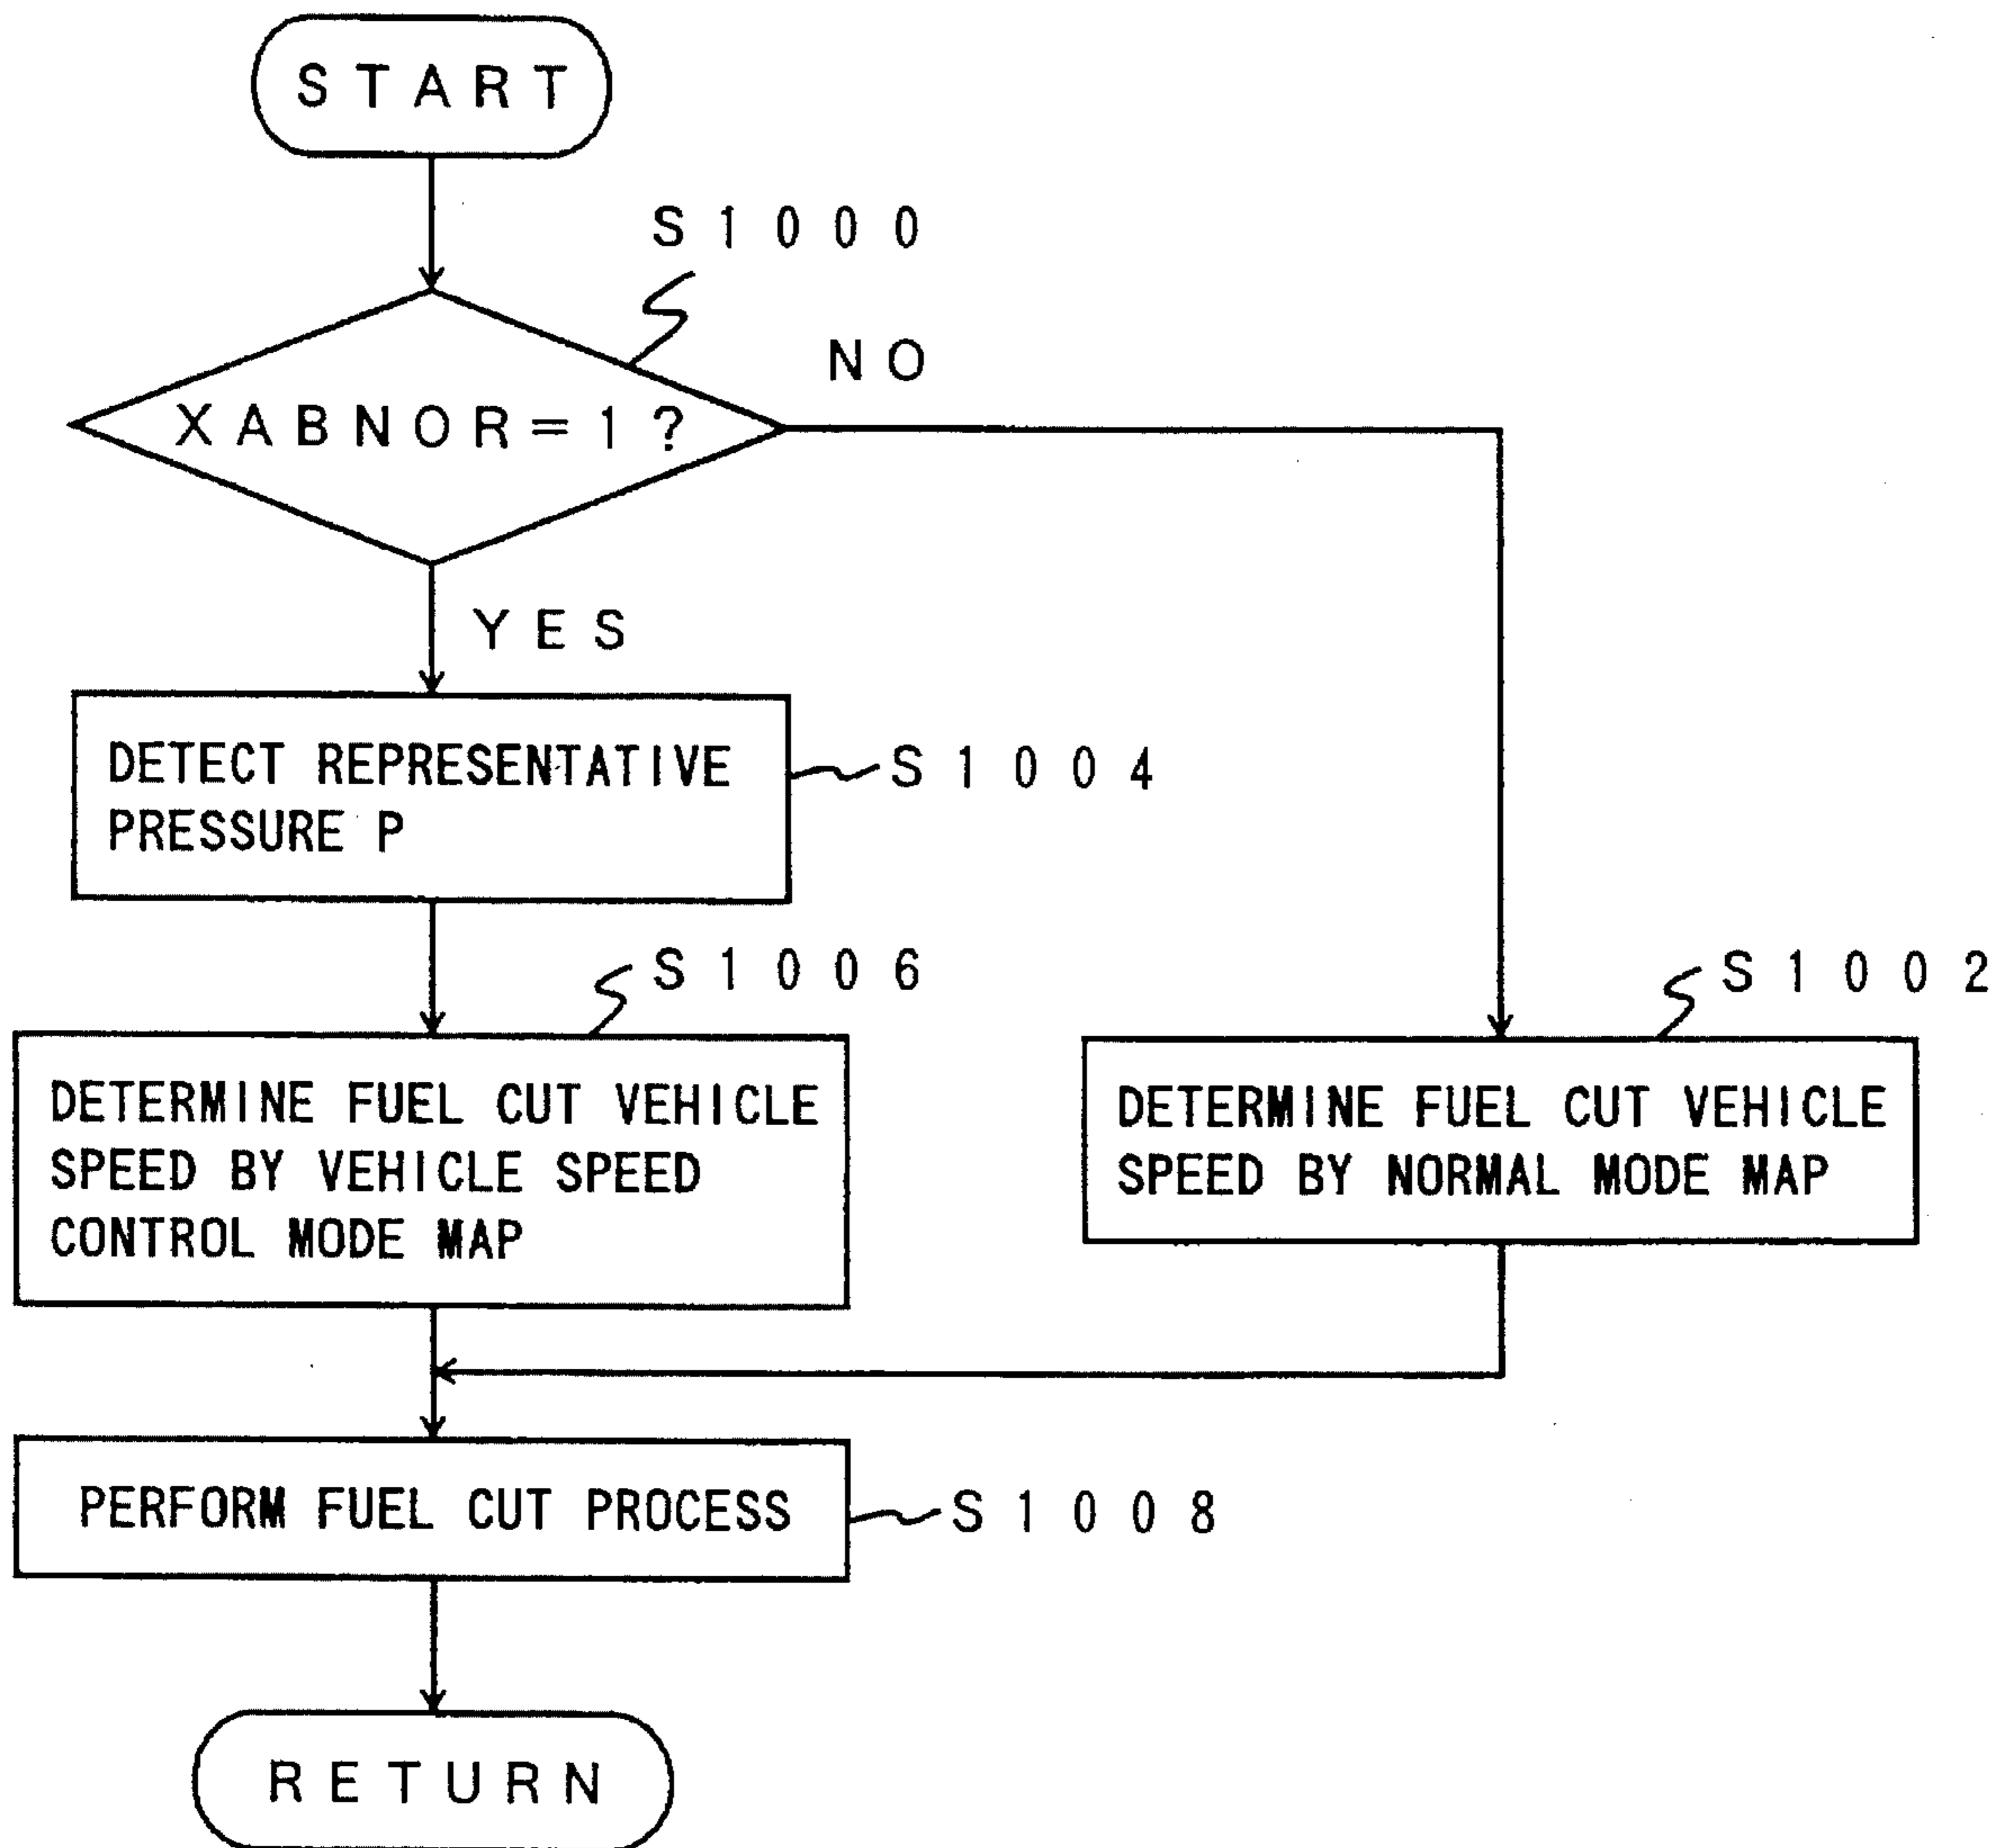 START
S1000
NO
XABNOR=1?
YES
DETECT REPRESENTATIVE
PRESSURE P
S1004
S1006
S1002
DETERMINE FUEL CUT VEHICLE
SPEED BY VEHICLE SPEED
CONTROL MODE MAP
DETERMINE FUEL CUT VEHICLE
SPEED BY NORMAL MODE MAP
PERFORM FUEL CUT PROCESS
S1008
RETURN